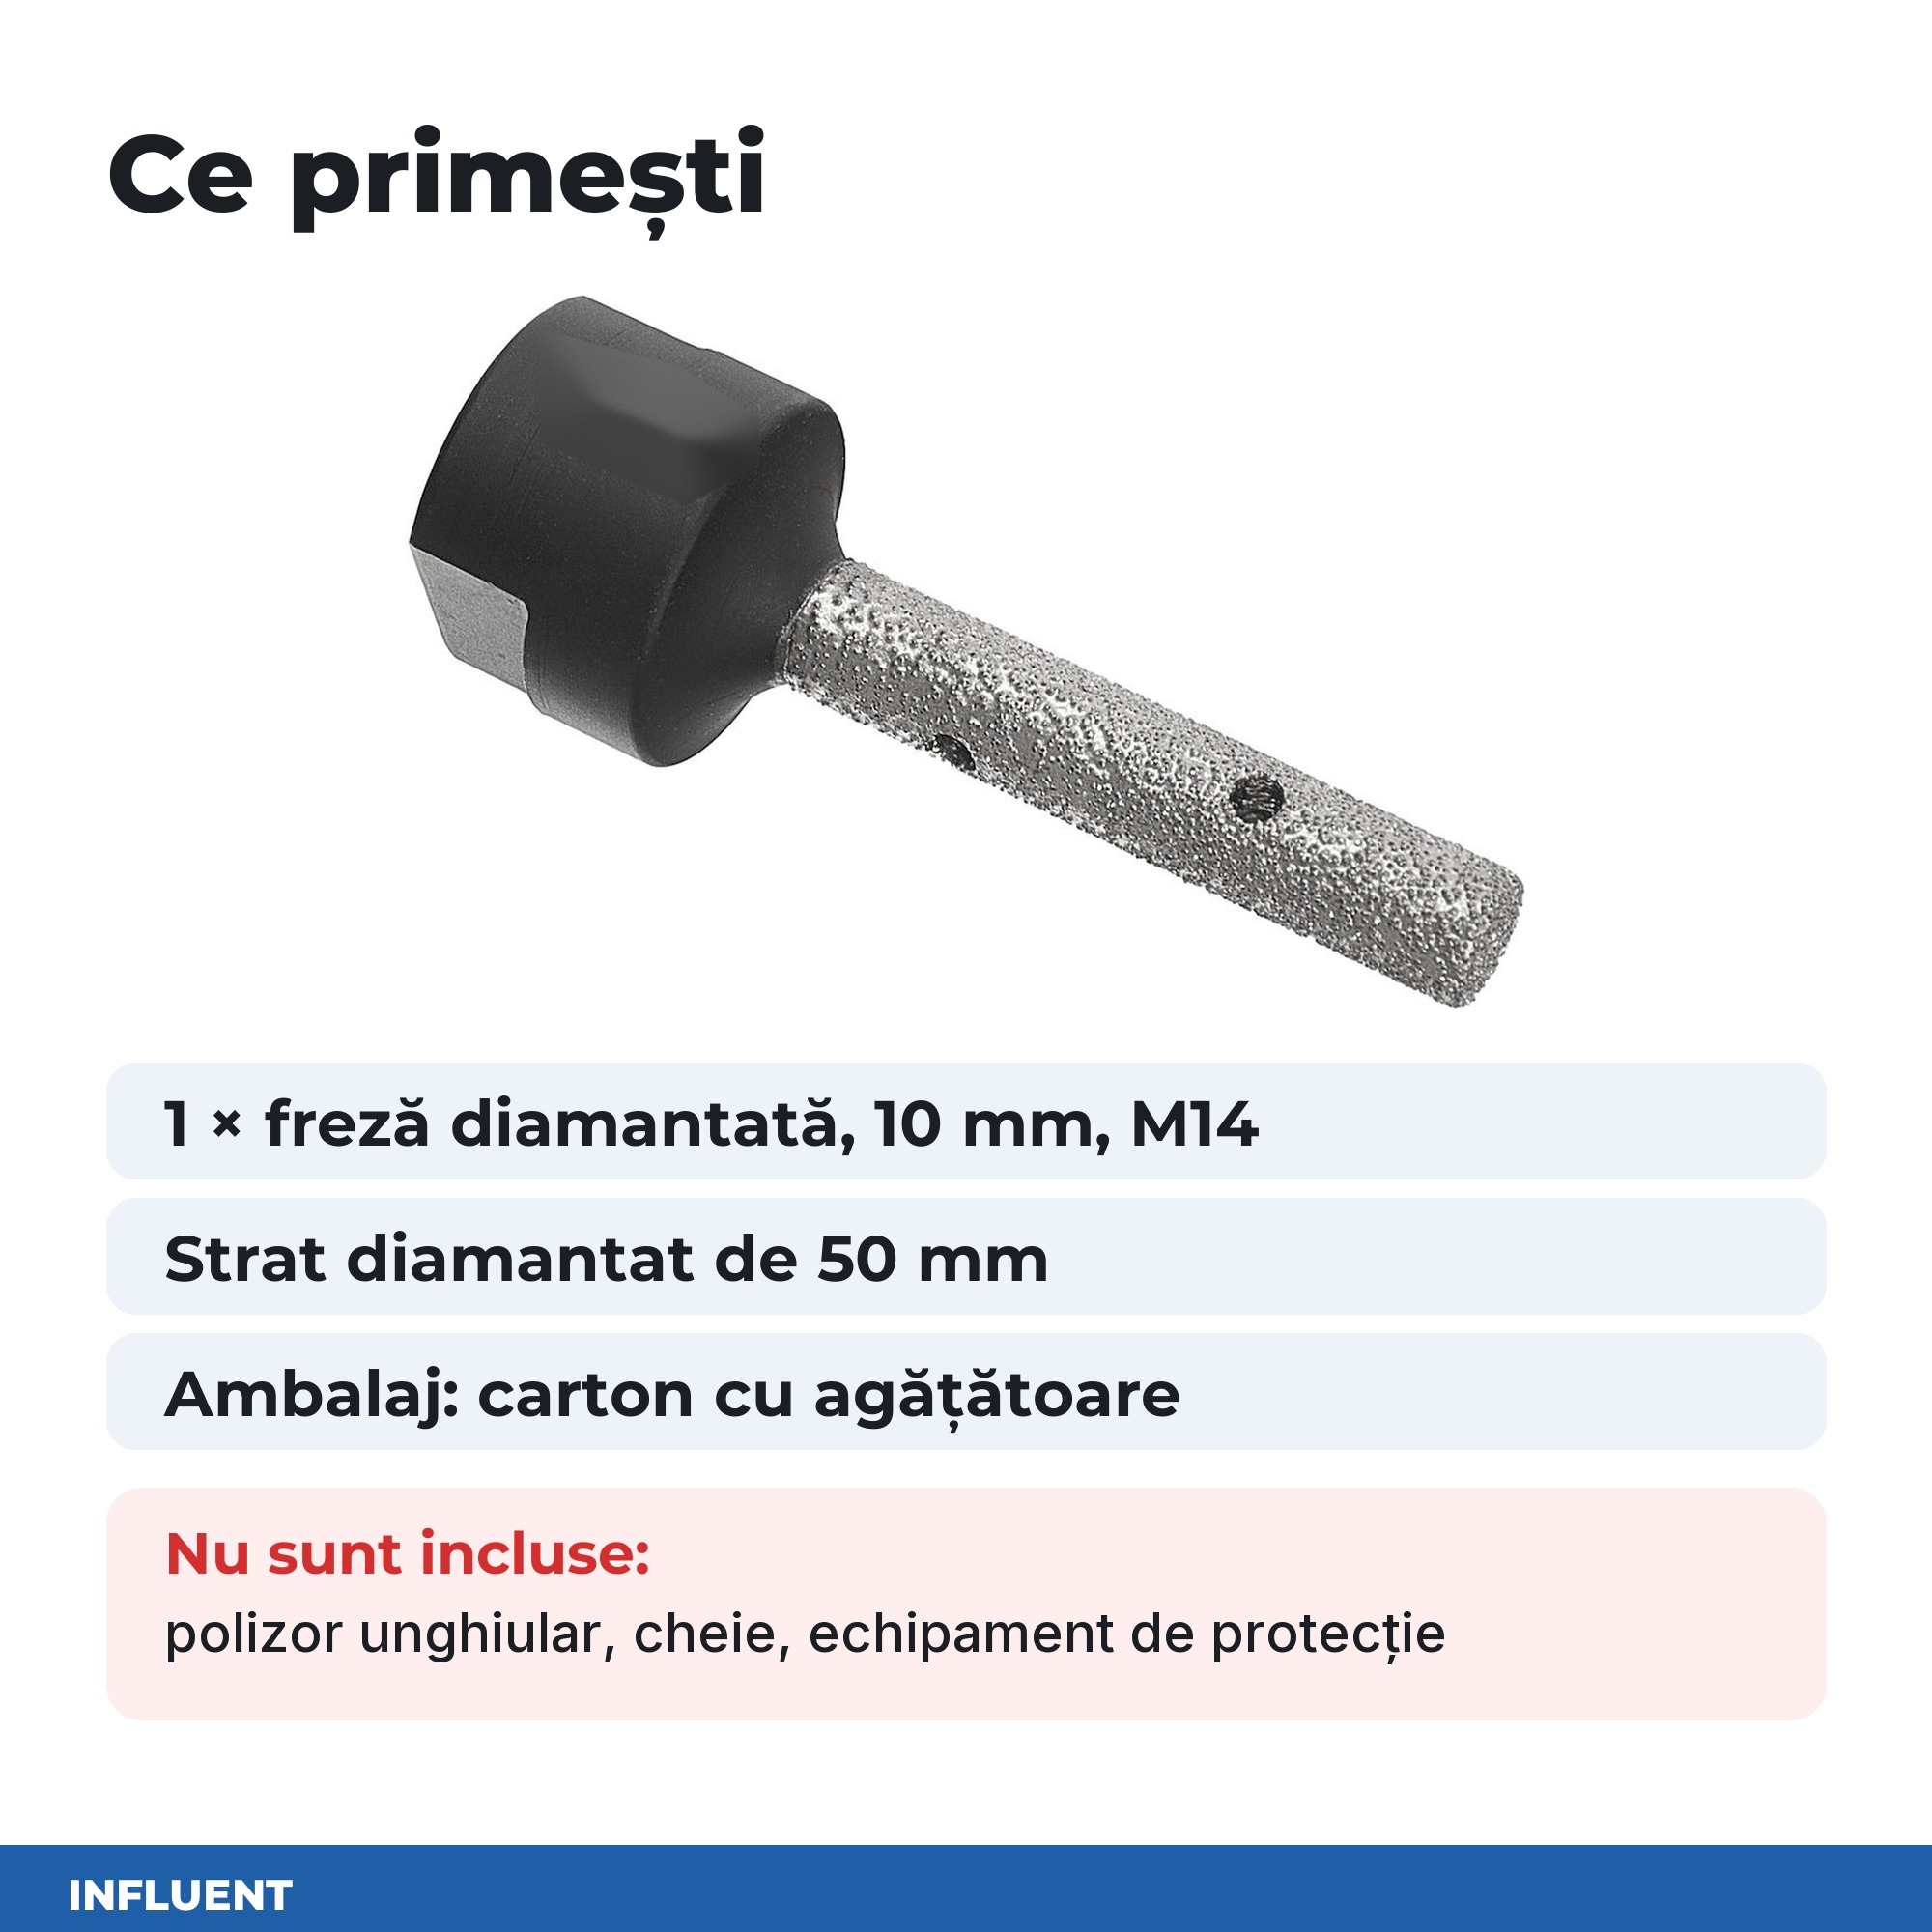 Ce primești
1 × freză diamantată, 10 mm, M14
Strat diamantat de 50 mm
Ambalaj: carton cu agățătoare
Nu sunt incluse:
polizor unghiular, cheie, echipament de protecție
INFLUENT